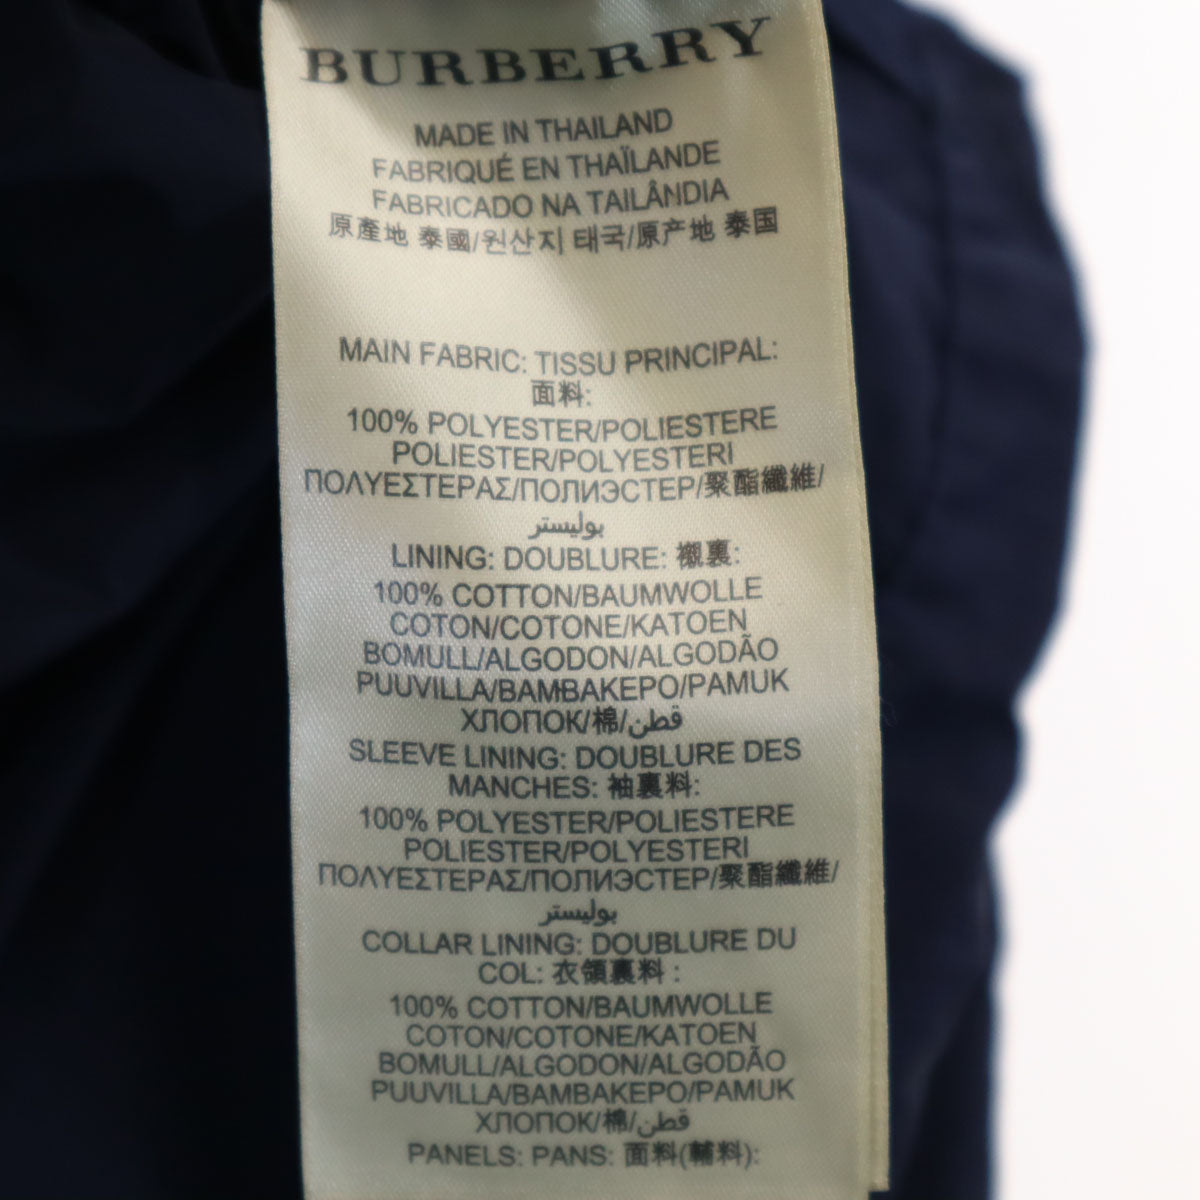 BURBERRY
MADE IN THAILAND
FABRIQUÉ EN THAÏLANDE
FABRICADO NA TAILÂNDIA
原產地 泰國/원산지 태국/原产地 泰国
MAIN FABRIC: TISSU PRINCIPAL:
面料:
100% POLYESTER/POLIESTERE
POLIESTER/POLYESTERI
ΠΟΛΥΕΣΤΕΡΑΣ/ПОЛИЭСТЕР/聚酯纖維/
بوليستر
LINING: DOUBLURE: 襯裏:
100% COTTON/BAUMWOLLE
COTON/COTONE/KATOEN
BOMULL/ALGODON/ALGODÃO
PUUVILLA/ΒΑΜΒΑΚΕΡΟ/PAMUK
ХЛОПОК/棉/قطن
SLEEVE LINING: DOUBLURE DES
MANCHES: 袖裏料:
100% POLYESTER/POLIESTERE
POLIESTER/POLYESTERI
ΠΟΛΥΕΣΤΕΡΑΣ/ПОЛИЭСТЕР/聚酯纖維/
بوليستر
COLLAR LINING: DOUBLURE DU
COL: 衣領裏料 :
100% COTTON/BAUMWOLLE
COTON/COTONE/KATOEN
BOMULL/ALGODON/ALGODÃO
PUUVILLA/ΒΑΜΒΑΚΕΡΟ/PAMUK
ХЛОПОК/棉/قطن
PANELS: PANS: 面料(輔料):